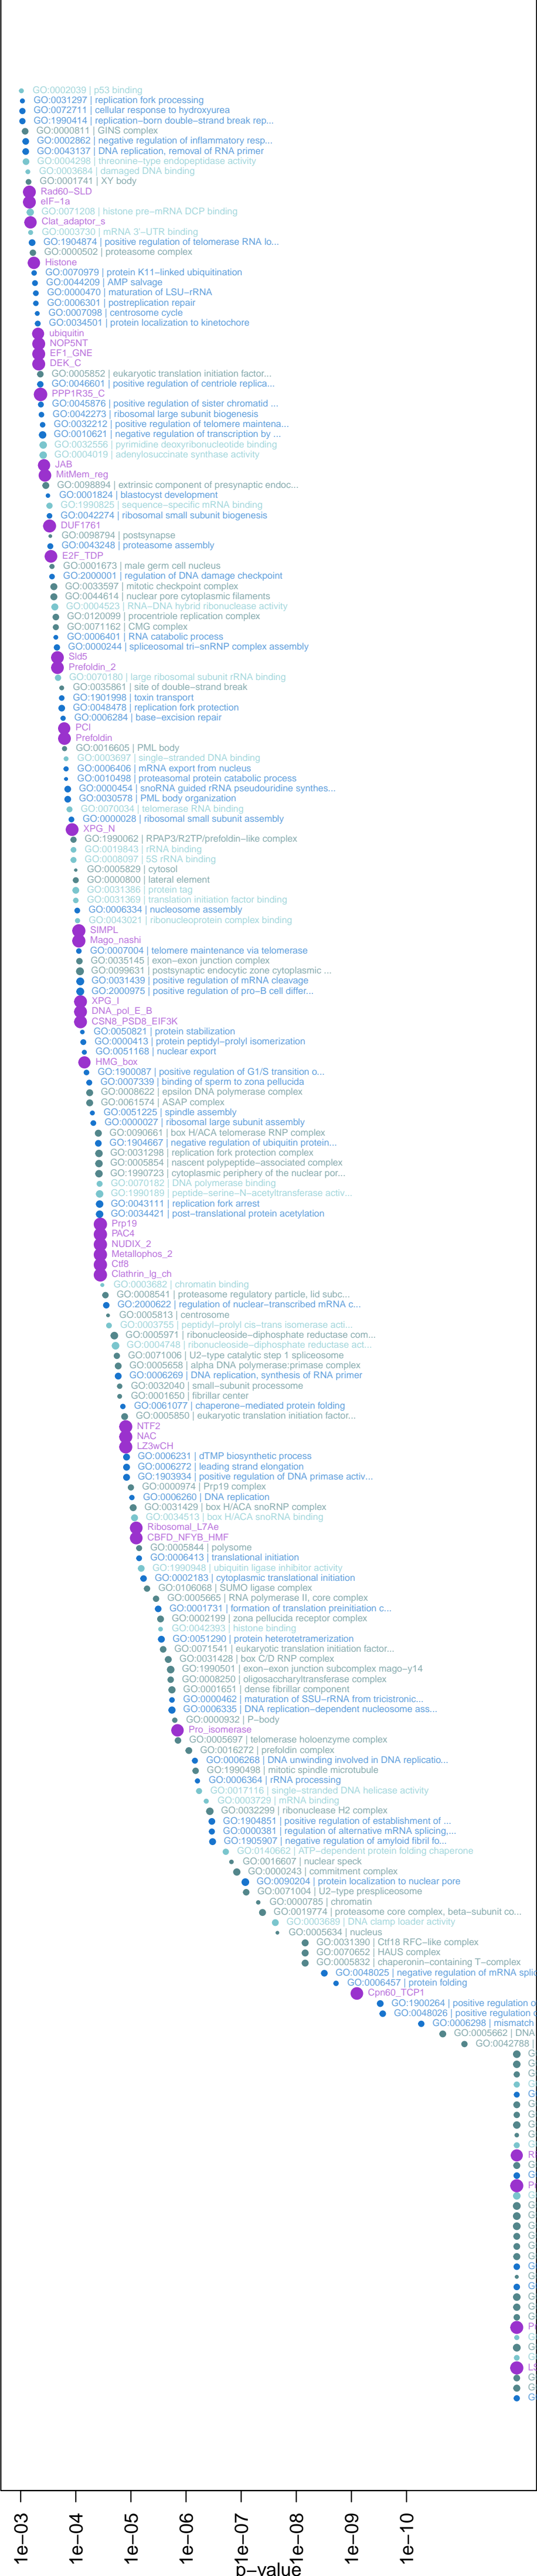 GO:0002039 | p53 binding
GO:0031297 | replication fork processing
GO:0072711 | cellular response to hydroxyurea
GO:1990414 | replication−born double−strand break rep...
GO:0000811 | GINS complex
GO:0002862 | negative regulation of inflammatory resp...
GO:0043137 | DNA replication, removal of RNA primer
GO:0004298 | threonine−type endopeptidase activity
GO:0003684 | damaged DNA binding
GO:0001741 | XY body
Rad60−SLD
eIF−1a
GO:0071208 | histone pre−mRNA DCP binding
Clat_adaptor_s
GO:0003730 | mRNA 3'−UTR binding
GO:1904874 | positive regulation of telomerase RNA lo...
GO:0000502 | proteasome complex
Histone
GO:0070979 | protein K11−linked ubiquitination
GO:0044209 | AMP salvage
GO:0000470 | maturation of LSU−rRNA
GO:0006301 | postreplication repair
GO:0007098 | centrosome cycle
GO:0034501 | protein localization to kinetochore
ubiquitin
NOP5NT
EF1_GNE
DEK_C
GO:0005852 | eukaryotic translation initiation factor...
GO:0046601 | positive regulation of centriole replica...
PPP1R35_C
GO:0045876 | positive regulation of sister chromatid ...
GO:0042273 | ribosomal large subunit biogenesis
GO:0032212 | positive regulation of telomere maintena...
GO:0010621 | negative regulation of transcription by ...
GO:0032556 | pyrimidine deoxyribonucleotide binding
GO:0004019 | adenylosuccinate synthase activity
JAB
MitMem_reg
GO:0098894 | extrinsic component of presynaptic endoc...
GO:0001824 | blastocyst development
GO:1990825 | sequence−specific mRNA binding
GO:0042274 | ribosomal small subunit biogenesis
DUF1761
GO:0098794 | postsynapse
GO:0043248 | proteasome assembly
E2F_TDP
GO:0001673 | male germ cell nucleus
GO:2000001 | regulation of DNA damage checkpoint
GO:0033597 | mitotic checkpoint complex
GO:0044614 | nuclear pore cytoplasmic filaments
GO:0004523 | RNA−DNA hybrid ribonuclease activity
GO:0120099 | procentriole replication complex
GO:0071162 | CMG complex
GO:0006401 | RNA catabolic process
GO:0000244 | spliceosomal tri−snRNP complex assembly
Sld5
Prefoldin_2
GO:0070180 | large ribosomal subunit rRNA binding
GO:0035861 | site of double−strand break
GO:1901998 | toxin transport
GO:0048478 | replication fork protection
GO:0006284 | base−excision repair
PCI
Prefoldin
GO:0016605 | PML body
GO:0003697 | single−stranded DNA binding
GO:0006406 | mRNA export from nucleus
GO:0010498 | proteasomal protein catabolic process
GO:0000454 | snoRNA guided rRNA pseudouridine synthes...
GO:0030578 | PML body organization
GO:0070034 | telomerase RNA binding
GO:0000028 | ribosomal small subunit assembly
XPG_N
GO:1990062 | RPAP3/R2TP/prefoldin−like complex
GO:0019843 | rRNA binding
GO:0008097 | 5S rRNA binding
GO:0005829 | cytosol
GO:0000800 | lateral element
GO:0031386 | protein tag
GO:0031369 | translation initiation factor binding
GO:0006334 | nucleosome assembly
GO:0043021 | ribonucleoprotein complex binding
SIMPL
Mago_nashi
GO:0007004 | telomere maintenance via telomerase
GO:0035145 | exon−exon junction complex
GO:0099631 | postsynaptic endocytic zone cytoplasmic ...
GO:0031439 | positive regulation of mRNA cleavage
GO:2000975 | positive regulation of pro−B cell differ...
XPG_I
DNA_pol_E_B
CSN8_PSD8_EIF3K
GO:0050821 | protein stabilization
GO:0000413 | protein peptidyl−prolyl isomerization
GO:0051168 | nuclear export
HMG_box
GO:1900087 | positive regulation of G1/S transition o...
GO:0007339 | binding of sperm to zona pellucida
GO:0008622 | epsilon DNA polymerase complex
GO:0061574 | ASAP complex
GO:0051225 | spindle assembly
GO:0000027 | ribosomal large subunit assembly
GO:0090661 | box H/ACA telomerase RNP complex
GO:1904667 | negative regulation of ubiquitin protein...
GO:0031298 | replication fork protection complex
GO:0005854 | nascent polypeptide−associated complex
GO:1990723 | cytoplasmic periphery of the nuclear por...
GO:0070182 | DNA polymerase binding
GO:1990189 | peptide−serine−N−acetyltransferase activ...
GO:0043111 | replication fork arrest
GO:0034421 | post−translational protein acetylation
Prp19
PAC4
NUDIX_2
Metallophos_2
Ctf8
Clathrin_lg_ch
GO:0003682 | chromatin binding
GO:0008541 | proteasome regulatory particle, lid subc...
GO:2000622 | regulation of nuclear−transcribed mRNA c...
GO:0005813 | centrosome
GO:0003755 | peptidyl−prolyl cis−trans isomerase acti...
GO:0005971 | ribonucleoside−diphosphate reductase com...
GO:0004748 | ribonucleoside−diphosphate reductase act...
GO:0071006 | U2−type catalytic step 1 spliceosome
GO:0005658 | alpha DNA polymerase:primase complex
GO:0006269 | DNA replication, synthesis of RNA primer
GO:0032040 | small−subunit processome
GO:0001650 | fibrillar center
GO:0061077 | chaperone−mediated protein folding
GO:0005850 | eukaryotic translation initiation factor...
NTF2
NAC
LZ3wCH
GO:0006231 | dTMP biosynthetic process
GO:0006272 | leading strand elongation
GO:1903934 | positive regulation of DNA primase activ...
GO:0000974 | Prp19 complex
GO:0006260 | DNA replication
GO:0031429 | box H/ACA snoRNP complex
GO:0034513 | box H/ACA snoRNA binding
Ribosomal_L7Ae
CBFD_NFYB_HMF
GO:0005844 | polysome
GO:0006413 | translational initiation
GO:1990948 | ubiquitin ligase inhibitor activity
GO:0002183 | cytoplasmic translational initiation
GO:0106068 | SUMO ligase complex
GO:0005665 | RNA polymerase II, core complex
GO:0001731 | formation of translation preinitiation c...
GO:0002199 | zona pellucida receptor complex
GO:0042393 | histone binding
GO:0051290 | protein heterotetramerization
GO:0071541 | eukaryotic translation initiation factor...
GO:0031428 | box C/D RNP complex
GO:1990501 | exon−exon junction subcomplex mago−y14
GO:0008250 | oligosaccharyltransferase complex
GO:0001651 | dense fibrillar component
GO:0000462 | maturation of SSU−rRNA from tricistronic...
GO:0006335 | DNA replication−dependent nucleosome ass...
GO:0000932 | P−body
Pro_isomerase
GO:0005697 | telomerase holoenzyme complex
GO:0016272 | prefoldin complex
GO:0006268 | DNA unwinding involved in DNA replicatio...
GO:1990498 | mitotic spindle microtubule
GO:0006364 | rRNA processing
GO:0017116 | single−stranded DNA helicase activity
GO:0003729 | mRNA binding
GO:0032299 | ribonuclease H2 complex
GO:1904851 | positive regulation of establishment of ...
GO:0000381 | regulation of alternative mRNA splicing,...
GO:1905907 | negative regulation of amyloid fibril fo...
GO:0140662 | ATP−dependent protein folding chaperone
GO:0016607 | nuclear speck
GO:0000243 | commitment complex
GO:0090204 | protein localization to nuclear pore
GO:0071004 | U2−type prespliceosome
GO:0000785 | chromatin
GO:0019774 | proteasome core complex, beta−subunit co...
GO:0003689 | DNA clamp loader activity
GO:0005634 | nucleus
GO:0031390 | Ctf18 RFC−like complex
GO:0070652 | HAUS complex
GO:0005832 | chaperonin−containing T−complex
GO:0048025 | negative regulation of mRNA splic
GO:0006457 | protein folding
Cpn60_TCP1
GO:1900264 | positive regulation o
GO:0048026 | positive regulation
GO:0006298 | mismatch
GO:0005662 | DNA
GO:0042788 |
1e−03
1e−04
1e−05
1e−06
1e−07
1e−08
1e−09
1e−10
p−value